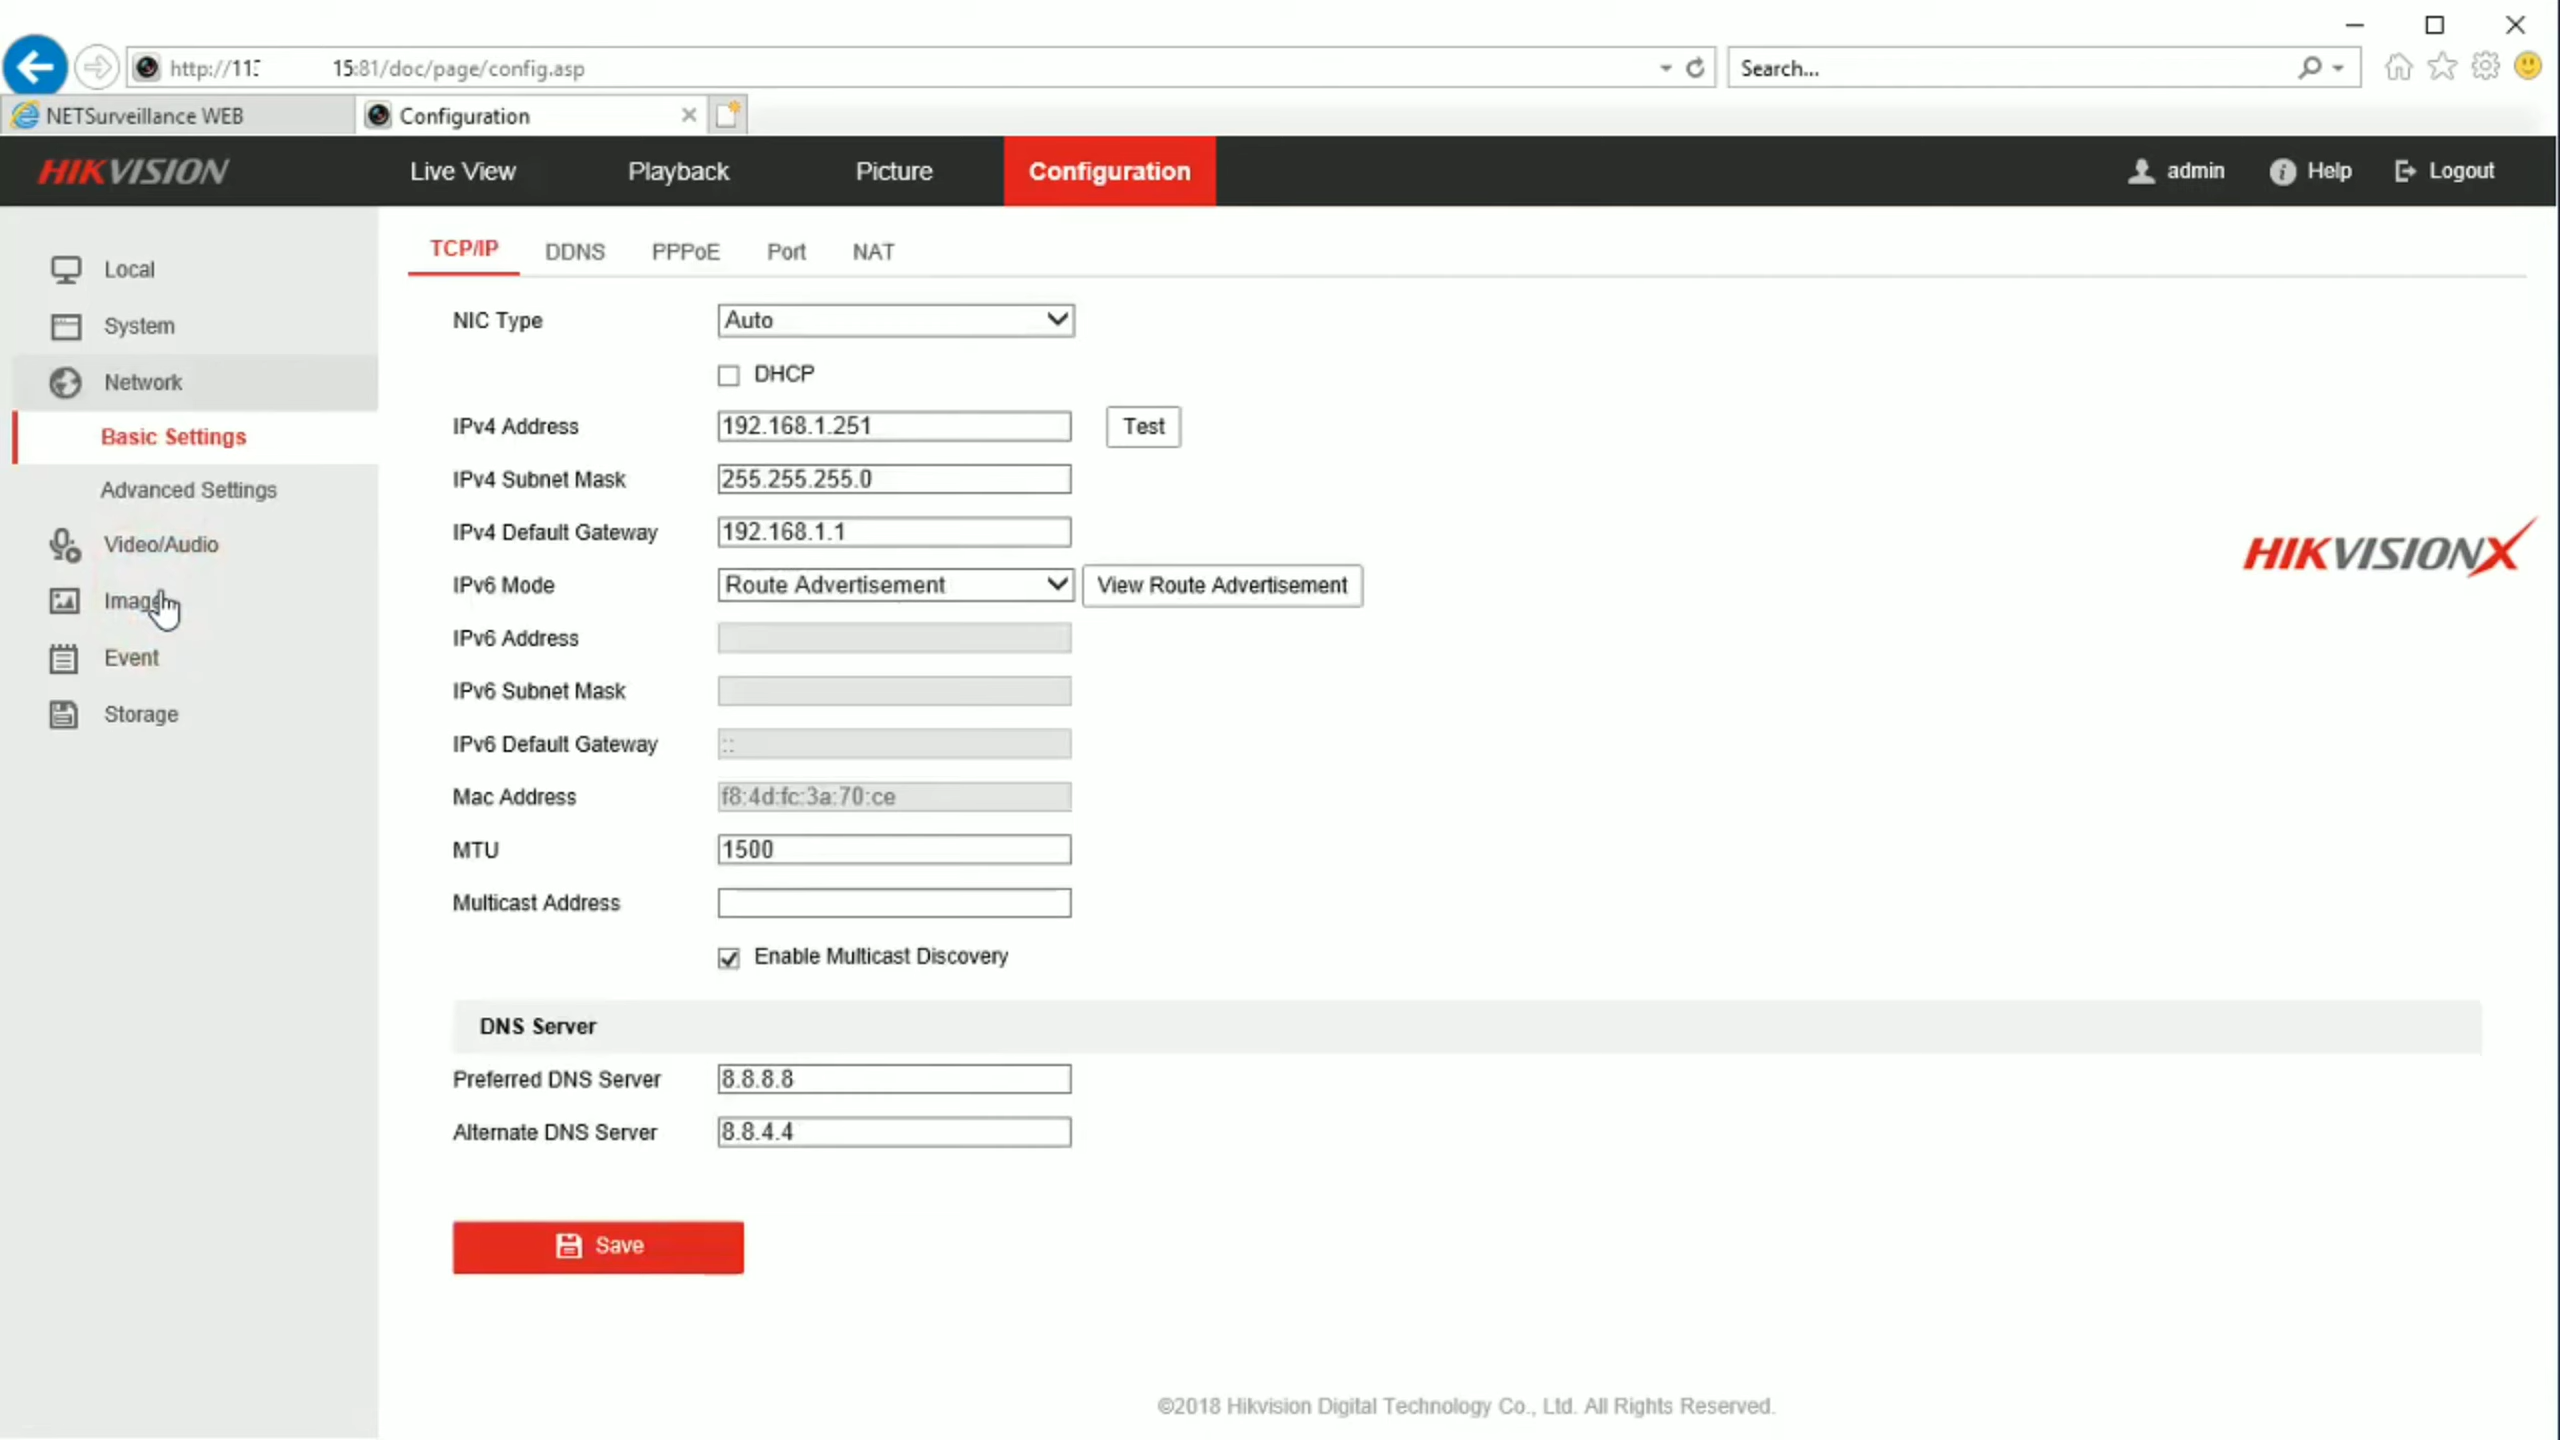 http://11 15:81/doc/page/config.asp Search...
NETSurveillance WEB Configuration
HIKVISION Live View Playback Picture Configuration admin Help Logout
Local
System
Network
Basic Settings
Advanced Settings
Video/Audio
Image
Event
Storage
TCP/IP DDNS PPPoE Port NAT
NIC Type Auto
DHCP
IPv4 Address 192.168.1.251 Test
IPv4 Subnet Mask 255.255.255.0
IPv4 Default Gateway 192.168.1.1
IPv6 Mode Route Advertisement View Route Advertisement
IPv6 Address
IPv6 Subnet Mask
IPv6 Default Gateway ::
Mac Address f8:4d:fc:3a:70:ce
MTU 1500
Multicast Address
Enable Multicast Discovery
DNS Server
Preferred DNS Server 8.8.8.8
Alternate DNS Server 8.8.4.4
Save
HIKVISIONX
©2018 Hikvision Digital Technology Co., Ltd. All Rights Reserved.